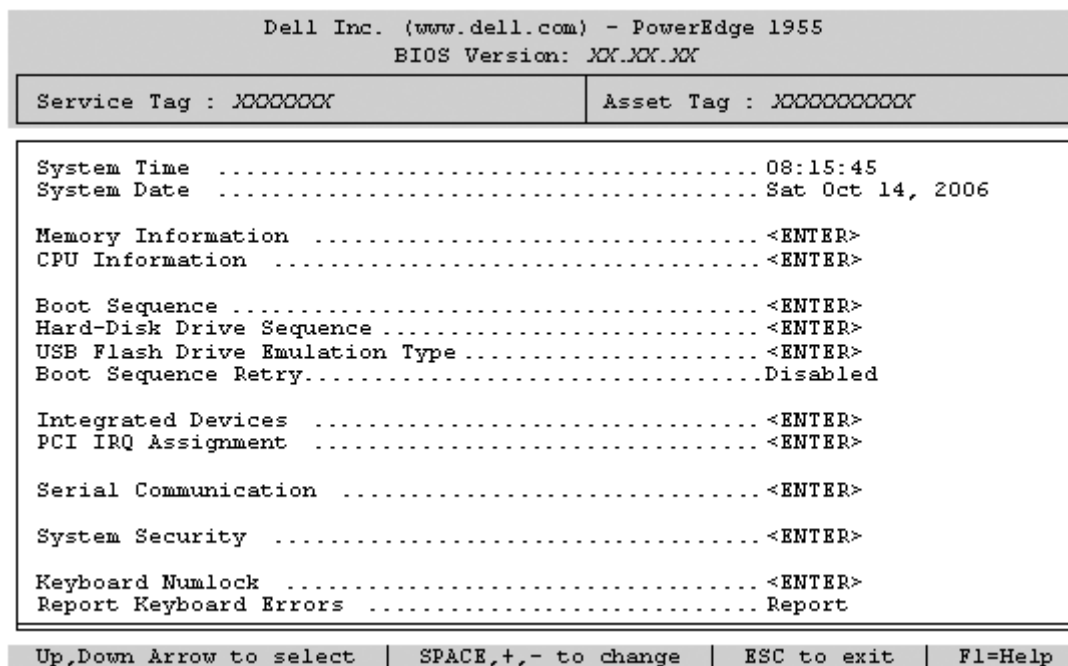 Dell Inc. (www.dell.com) - PowerEdge 1955
BIOS Version: XX.XX.XX
Service Tag : XXXXXXX Asset Tag : XXXXXXXXXX
System Time ........................................ 08:15:45
System Date ........................................ Sat Oct 14, 2006
Memory Information ................................ <ENTER>
CPU Information ................................... <ENTER>
Boot Sequence ...................................... <ENTER>
Hard-Disk Drive Sequence ........................... <ENTER>
USB Flash Drive Emulation Type ..................... <ENTER>
Boot Sequence Retry................................. Disabled
Integrated Devices ................................ <ENTER>
PCI IRQ Assignment ................................ <ENTER>
Serial Communication .............................. <ENTER>
System Security ................................... <ENTER>
Keyboard Numlock .................................. <ENTER>
Report Keyboard Errors ............................ Report
Up,Down Arrow to select | SPACE,+,- to change | ESC to exit | F1=Help